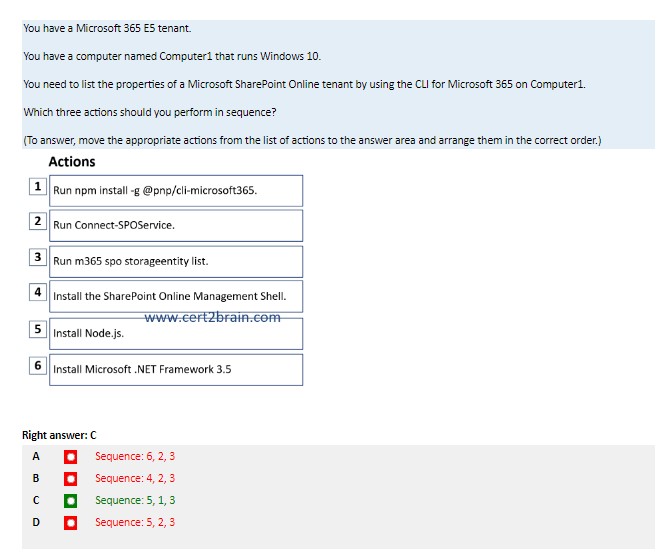 You have a Microsoft 365 E5 tenant.
You have a computer named Computer1 that runs Windows 10.
You need to list the properties of a Microsoft SharePoint Online tenant by using the CLI for Microsoft 365 on Computer1.
Which three actions should you perform in sequence?
(To answer, move the appropriate actions from the list of actions to the answer area and arrange them in the correct order.)
Actions
1 Run npm install -g @pnp/cli-microsoft365.
2 Run Connect-SPOService.
3 Run m365 spo storageentity list.
4 Install the SharePoint Online Management Shell.
www.cert2brain.com
5 Install Node.js.
6 Install Microsoft .NET Framework 3.5
Right answer: C
A Sequence: 6, 2, 3
B Sequence: 4, 2, 3
C Sequence: 5, 1, 3
D Sequence: 5, 2, 3